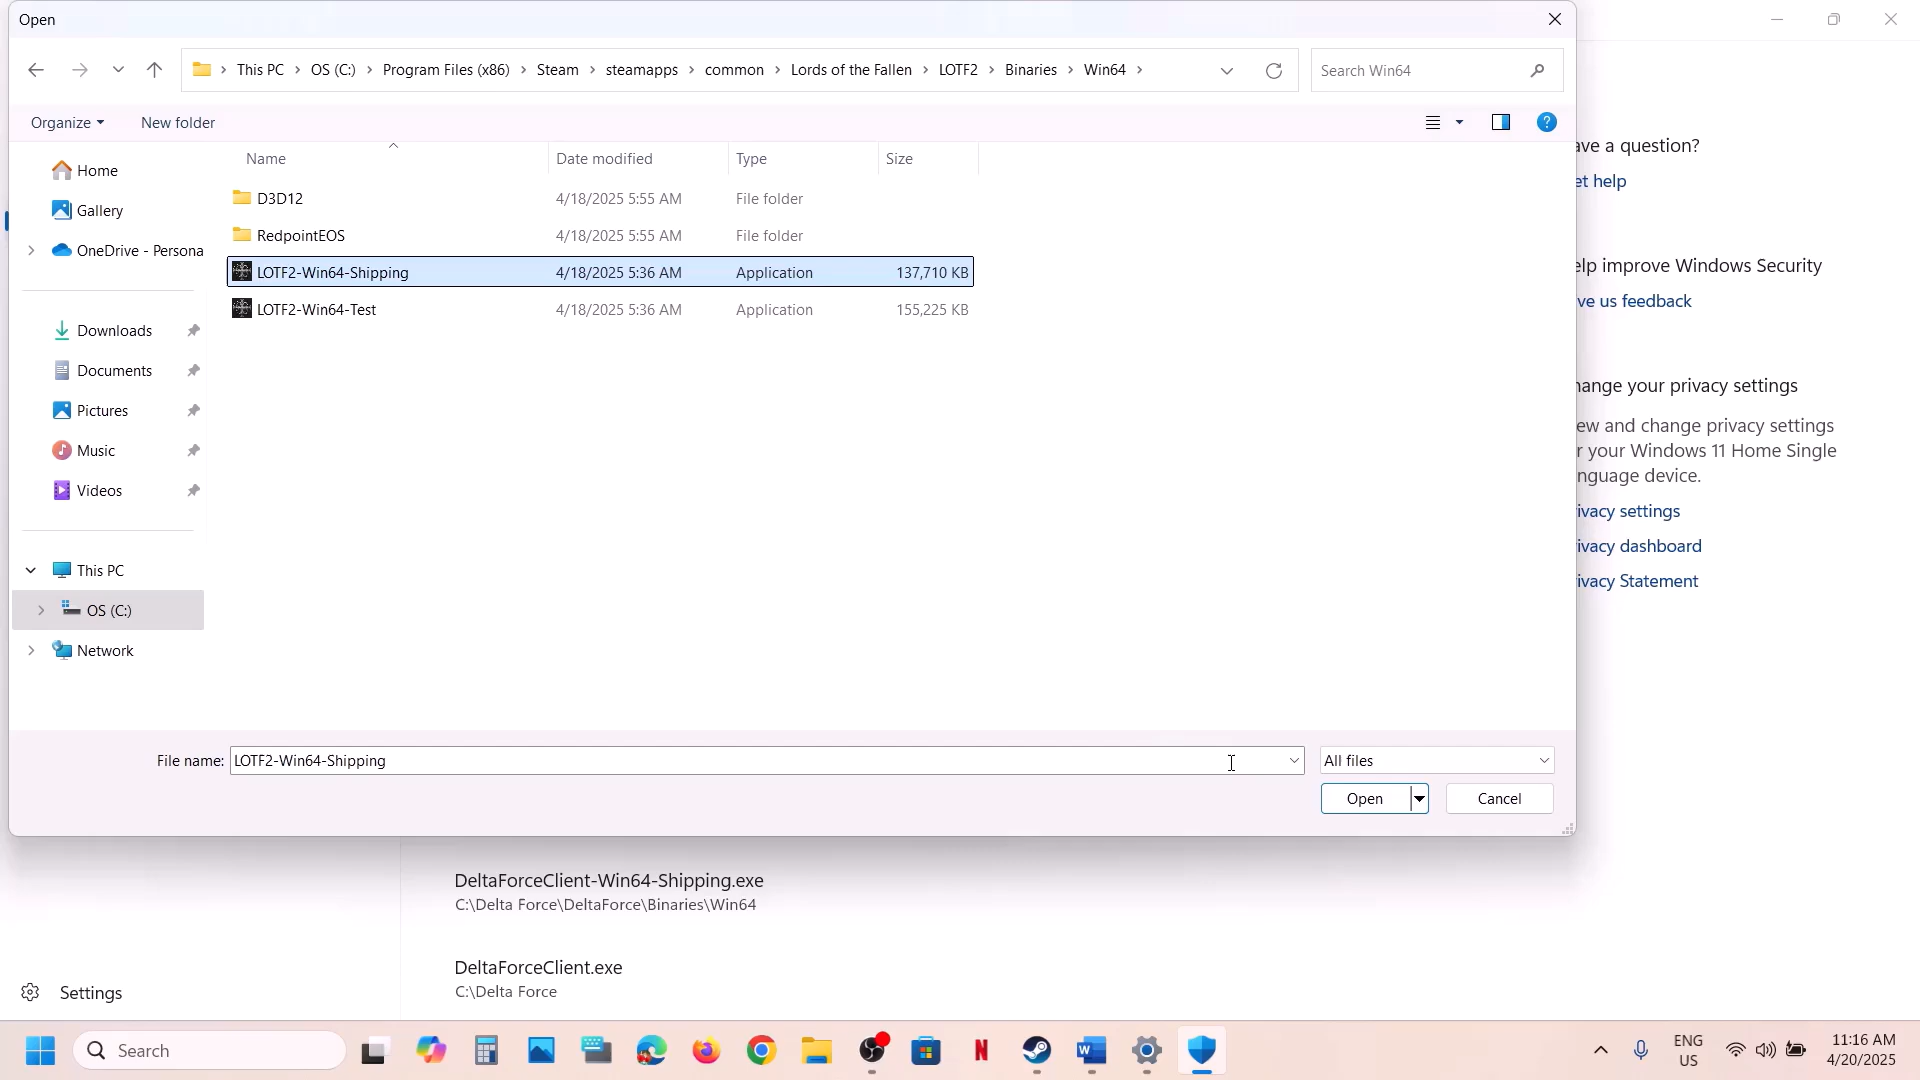 Open
This PC > OS (C:) > Program Files (x86) > Steam > steamapps > common > Lords of the Fallen > LOTF2 > Binaries > Win64 >
Search Win64
Organize
New folder
Name
Date modified
Type
Size
Home
Gallery
OneDrive - Persona
Downloads
Documents
Pictures
Music
Videos
This PC
OS (C:)
Network
D3D12 4/18/2025 5:55 AM File folder
RedpointEOS 4/18/2025 5:55 AM File folder
LOTF2-Win64-Shipping 4/18/2025 5:36 AM Application 137,710 KB
LOTF2-Win64-Test 4/18/2025 5:36 AM Application 155,225 KB
File name: LOTF2-Win64-Shipping
All files
Open
Cancel
ave a question?
et help
elp improve Windows Security
ve us feedback
hange your privacy settings
ew and change privacy settings
r your Windows 11 Home Single
nguage device.
ivacy settings
ivacy dashboard
ivacy Statement
DeltaForceClient-Win64-Shipping.exe
C:\Delta Force\DeltaForce\Binaries\Win64
DeltaForceClient.exe
C:\Delta Force
Settings
Search
ENG
US
11:16 AM
4/20/2025